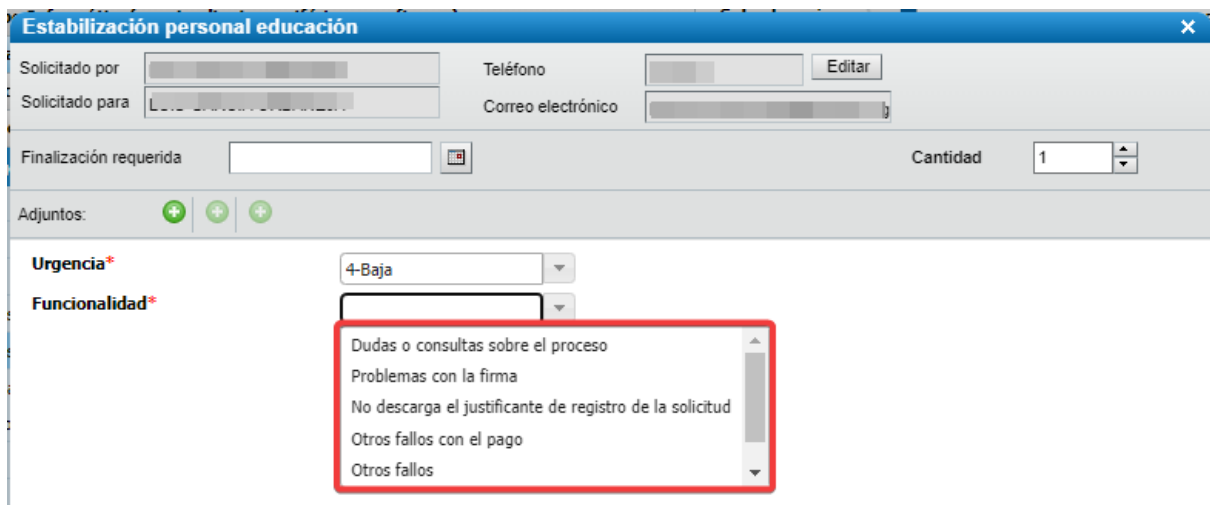 Estabilización personal educación
Solicitado por
Teléfono
Editar
Solicitado para
Correo electrónico
Finalización requerida
Cantidad
1
Adjuntos:
Urgencia*
4-Baja
Funcionalidad*
Dudas o consultas sobre el proceso
Problemas con la firma
No descarga el justificante de registro de la solicitud
Otros fallos con el pago
Otros fallos